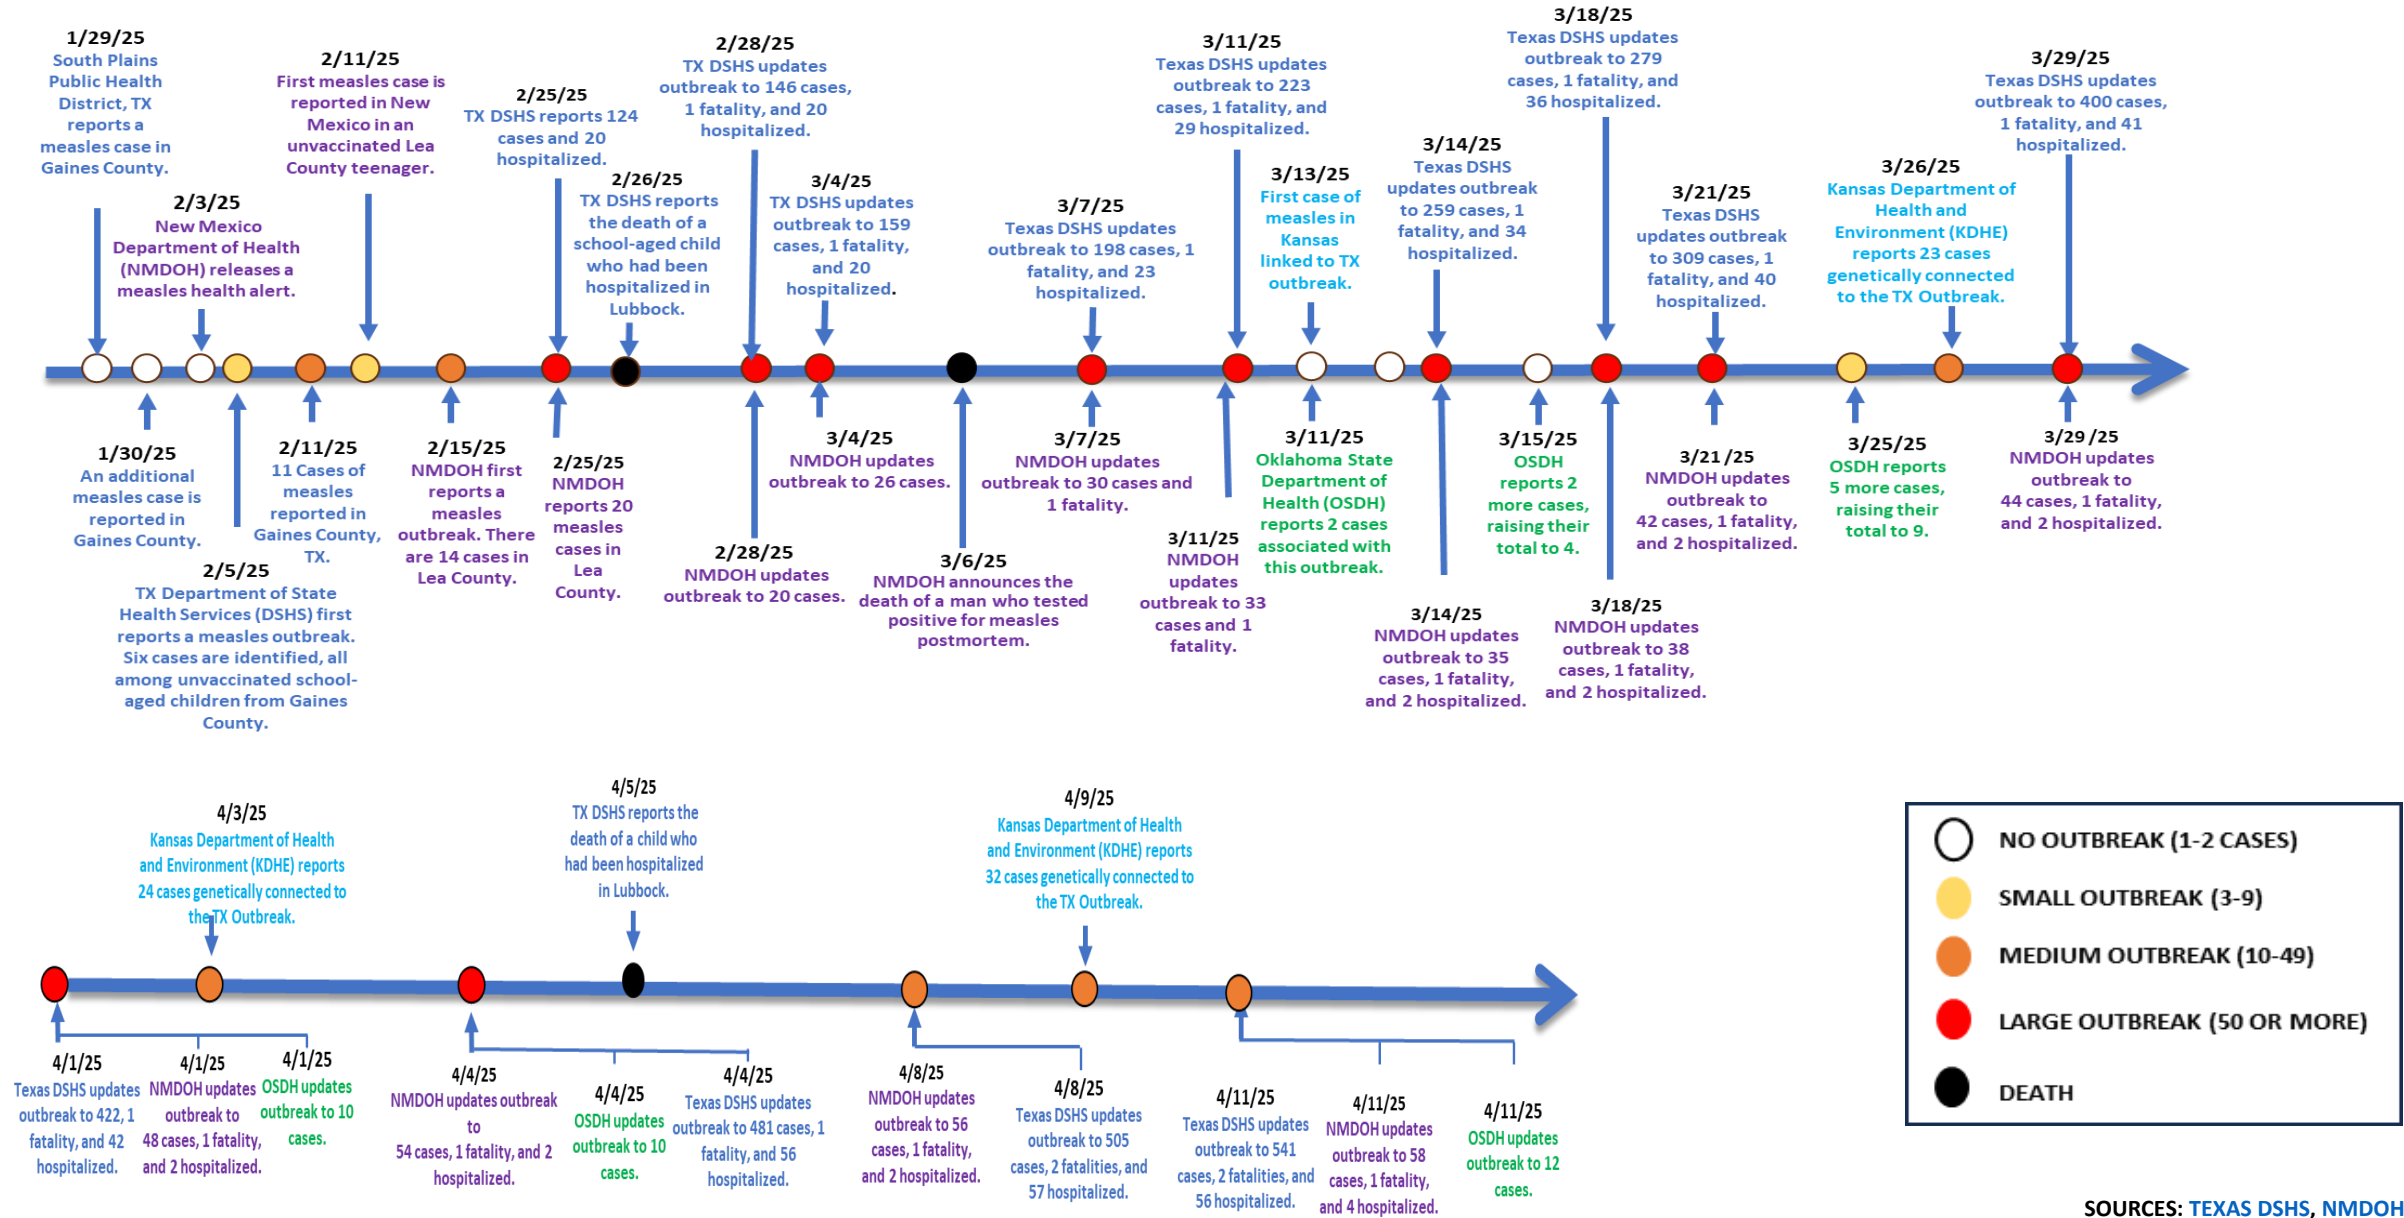 1/29/25
South Plains
Public Health
District, TX
reports a
measles case in
Gaines County.
2/3/25
New Mexico
Department of Health
(NMDOH) releases a
measles health alert.
2/11/25
First measles case is
reported in New
Mexico in an
unvaccinated Lea
County teenager.
2/25/25
TX DSHS reports 124
cases and 20
hospitalized.
2/26/25
TX DSHS reports
the death of a
school-aged child
who had been
hospitalized in
Lubbock.
2/28/25
TX DSHS updates
outbreak to 146 cases,
1 fatality, and 20
hospitalized.
3/4/25
TX DSHS updates
outbreak to 159
cases, 1 fatality,
and 20
hospitalized.
3/7/25
Texas DSHS updates
outbreak to 198 cases, 1
fatality, and 23
hospitalized.
3/11/25
Texas DSHS updates
outbreak to 223
cases, 1 fatality, and
29 hospitalized.
3/13/25
First case of
measles in
Kansas
linked to TX
outbreak.
3/14/25
Texas DSHS
updates outbreak
to 259 cases, 1
fatality, and 34
hospitalized.
3/18/25
Texas DSHS updates
outbreak to 279
cases, 1 fatality, and
36 hospitalized.
3/21/25
Texas DSHS
updates outbreak
to 309 cases, 1
fatality, and 40
hospitalized.
3/26/25
Kansas Department of
Health and
Environment (KDHE)
reports 23 cases
genetically connected
to the TX Outbreak.
3/29/25
Texas DSHS updates
outbreak to 400 cases,
1 fatality, and 41
hospitalized.
1/30/25
An additional
measles case is
reported in
Gaines County.
2/5/25
TX Department of State
Health Services (DSHS) first
reports a measles outbreak.
Six cases are identified, all
among unvaccinated school-
aged children from Gaines
County.
2/11/25
11 Cases of
measles
reported in
Gaines County,
TX.
2/15/25
NMDOH first
reports a
measles
outbreak. There
are 14 cases in
Lea County.
2/25/25
NMDOH
reports 20
measles
cases in
Lea
County.
2/28/25
NMDOH updates
outbreak to 20 cases.
3/4/25
NMDOH updates
outbreak to 26 cases.
3/6/25
NMDOH announces the
death of a man who tested
positive for measles
postmortem.
3/7/25
NMDOH updates
outbreak to 30 cases and
1 fatality.
3/11/25
NMDOH
updates
outbreak to 33
cases and 1
fatality.
3/11/25
Oklahoma State
Department of
Health (OSDH)
reports 2 cases
associated with
this outbreak.
3/14/25
NMDOH updates
outbreak to 35
cases, 1 fatality,
and 2 hospitalized.
3/15/25
OSDH
reports 2
more cases,
raising their
total to 4.
3/18/25
NMDOH updates
outbreak to 38
cases, 1 fatality,
and 2 hospitalized.
3/21/25
NMDOH updates
outbreak to
42 cases, 1 fatality,
and 2 hospitalized.
3/25/25
OSDH reports
5 more cases,
raising their
total to 9.
3/29/25
NMDOH updates
outbreak to
44 cases, 1 fatality,
and 2 hospitalized.
4/3/25
Kansas Department of Health
and Environment (KDHE) reports
24 cases genetically connected to
the TX Outbreak.
4/5/25
TX DSHS reports the
death of a child who
had been hospitalized
in Lubbock.
4/9/25
Kansas Department of Health
and Environment (KDHE) reports
32 cases genetically connected to
the TX Outbreak.
4/1/25
Texas DSHS updates
outbreak to 422, 1
fatality, and 42
hospitalized.
4/1/25
NMDOH updates
outbreak to
48 cases, 1 fatality,
and 2 hospitalized.
4/1/25
OSDH updates
outbreak to 10
cases.
4/4/25
NMDOH updates outbreak
to
54 cases, 1 fatality, and 2
hospitalized.
4/4/25
OSDH updates
outbreak to 10
cases.
4/4/25
Texas DSHS updates
outbreak to 481 cases, 1
fatality, and 56
hospitalized.
4/8/25
NMDOH updates
outbreak to 56
cases, 1 fatality,
and 2 hospitalized.
4/8/25
Texas DSHS updates
outbreak to 505
cases, 2 fatalities, and
57 hospitalized.
4/11/25
Texas DSHS updates
outbreak to 541
cases, 2 fatalities, and
56 hospitalized.
4/11/25
NMDOH updates
outbreak to 58
cases, 1 fatality,
and 4 hospitalized.
4/11/25
OSDH updates
outbreak to 12
cases.
NO OUTBREAK (1-2 CASES)
SMALL OUTBREAK (3-9)
MEDIUM OUTBREAK (10-49)
LARGE OUTBREAK (50 OR MORE)
DEATH
SOURCES: TEXAS DSHS, NMDOH